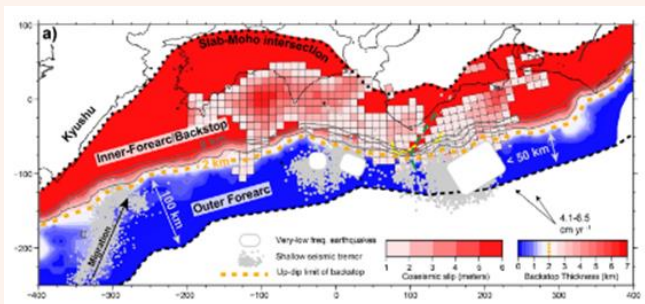 a)
100
0
−100
−200
Slab-Moho intersection
Kyushu
Inner-Forearc/Backstop
2 km
100 km
Outer Forearc
< 50 km
Migration
4.1-6.5
cm yr⁻¹
Very-low freq. earthquakes
Shallow seismic tremor
Up-dip limit of backstop
1 2 3 4 5 6
Coseismic slip (meters)
0 1 2 3 4 5 6 7
Backstop Thickness (km)
−400 −300 −200 −100 0 100 200 300 400